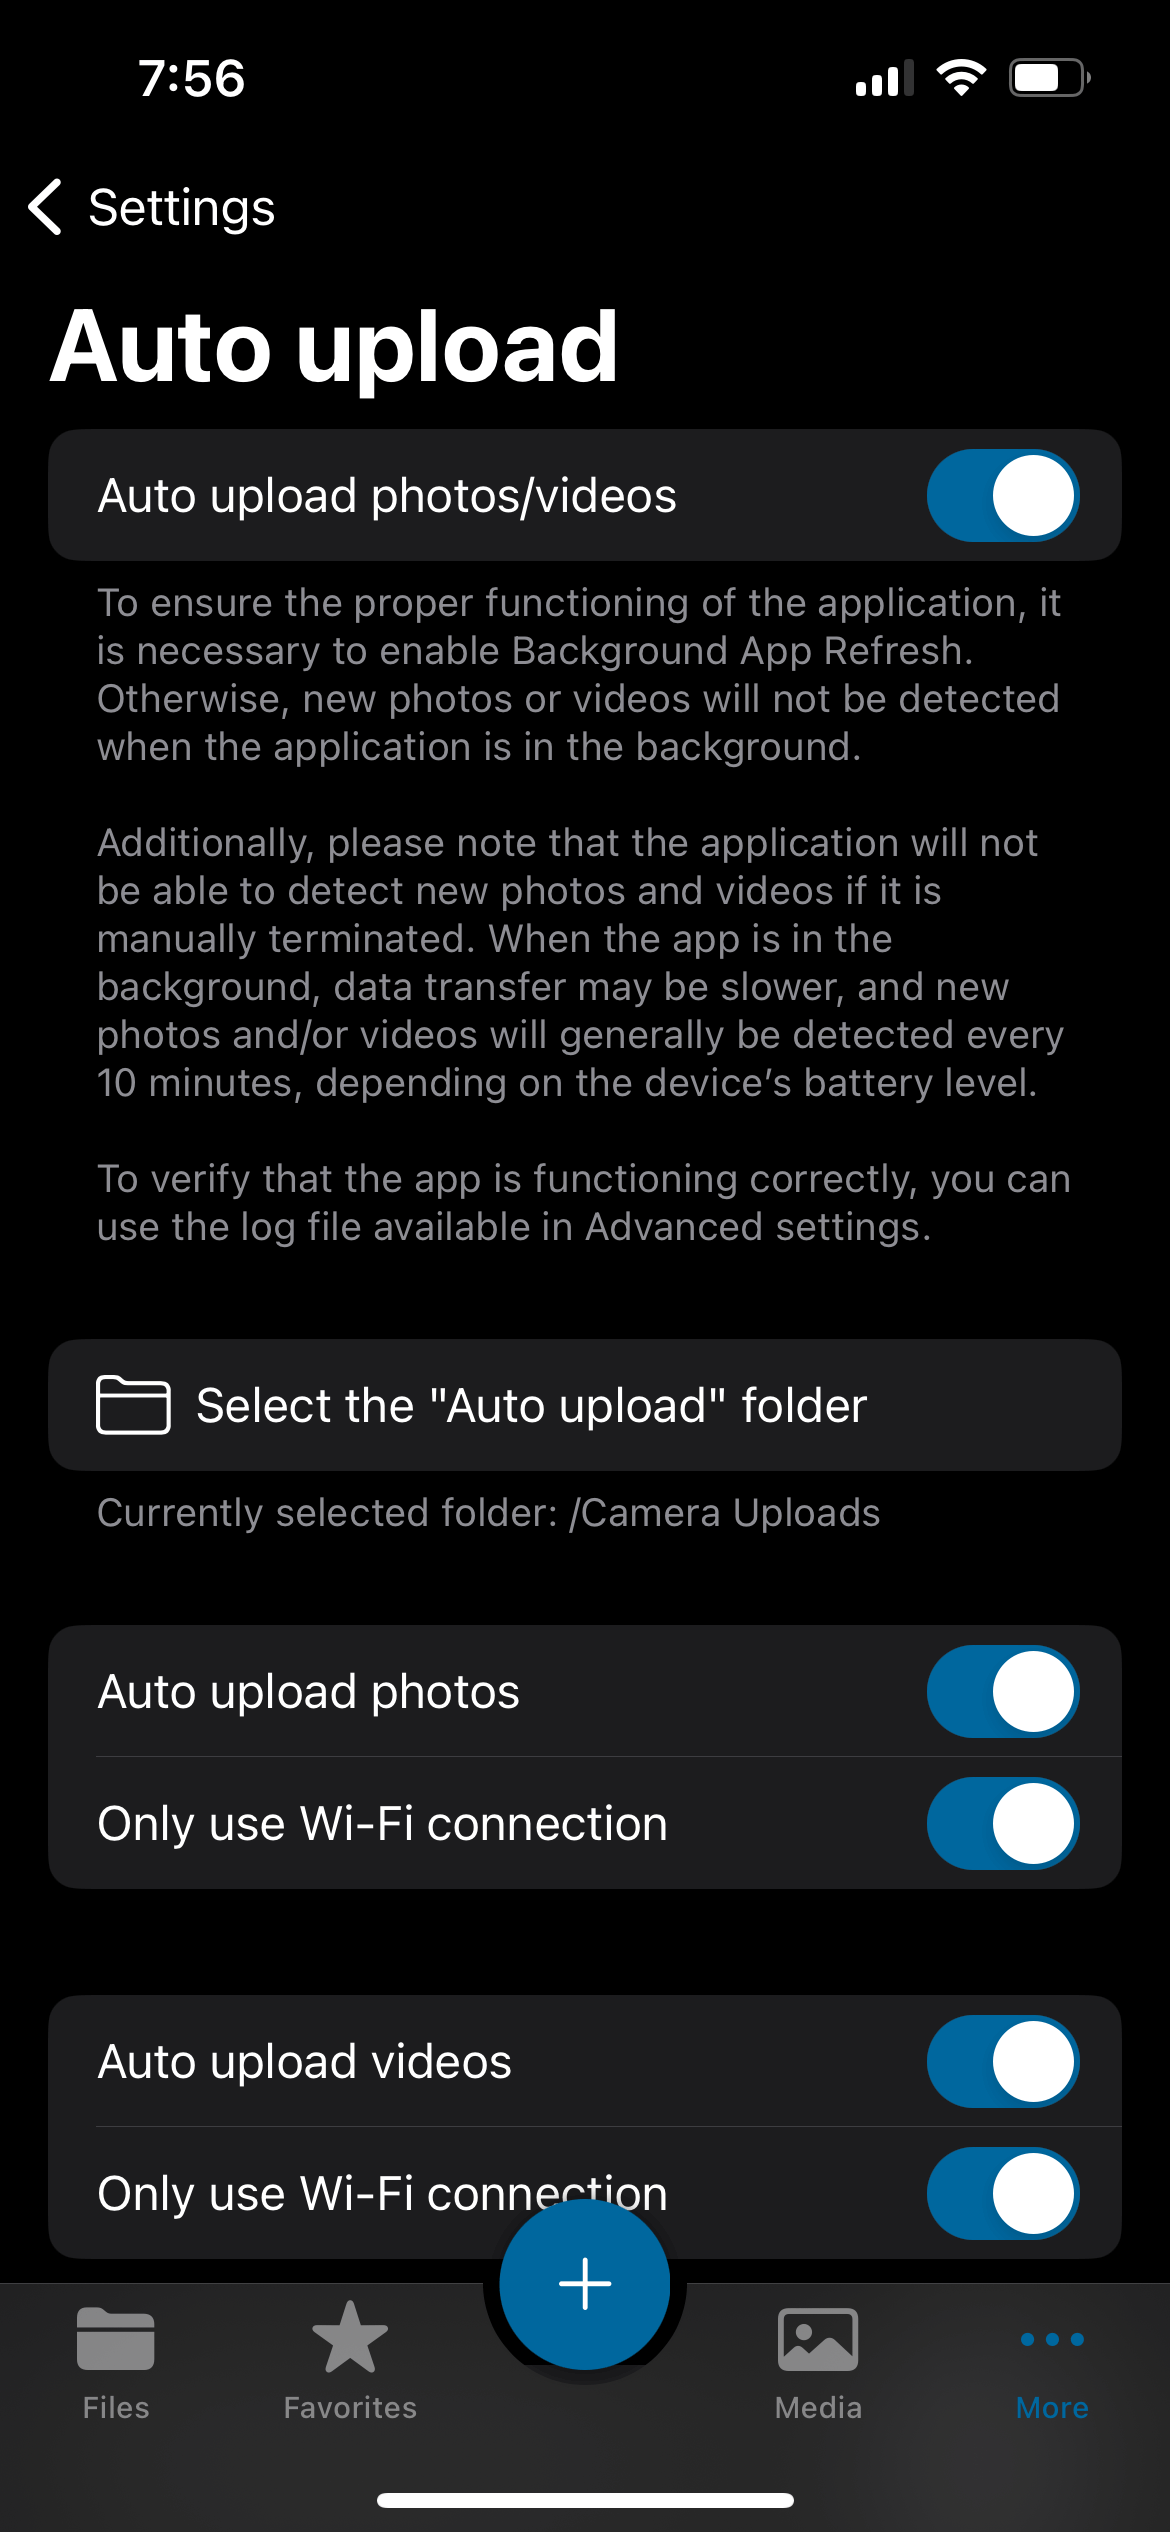 7:56
Settings
Auto upload
Auto upload photos/videos
To ensure the proper functioning of the application, it
is necessary to enable Background App Refresh.
Otherwise, new photos or videos will not be detected
when the application is in the background.
Additionally, please note that the application will not
be able to detect new photos and videos if it is
manually terminated. When the app is in the
background, data transfer may be slower, and new
photos and/or videos will generally be detected every
10 minutes, depending on the device’s battery level.
To verify that the app is functioning correctly, you can
use the log file available in Advanced settings.
Select the "Auto upload" folder
Currently selected folder: /Camera Uploads
Auto upload photos
Only use Wi-Fi connection
Auto upload videos
Only use Wi-Fi connection
Files
Favorites
Media
More